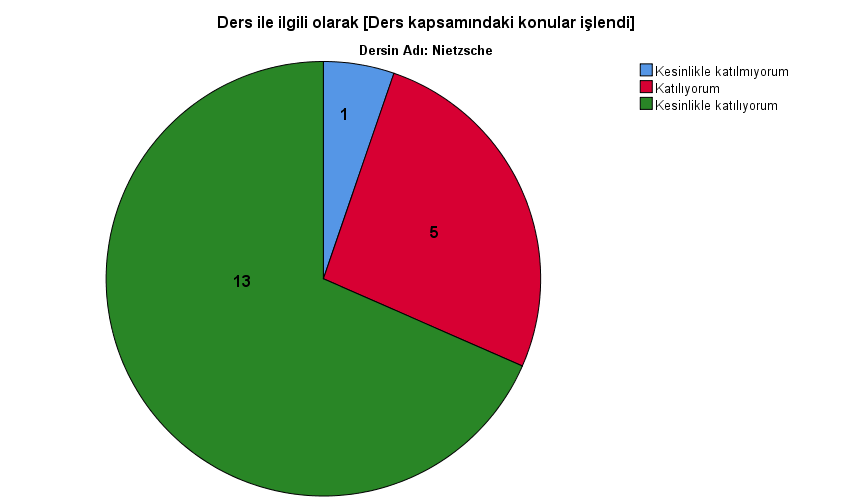 Ders ile ilgili olarak [Ders kapsamındaki konular işlendi]
Dersin Adı: Nietzsche
Kesinlikle katılmıyorum
Katılıyorum
Kesinlikle katılıyorum
1
5
13